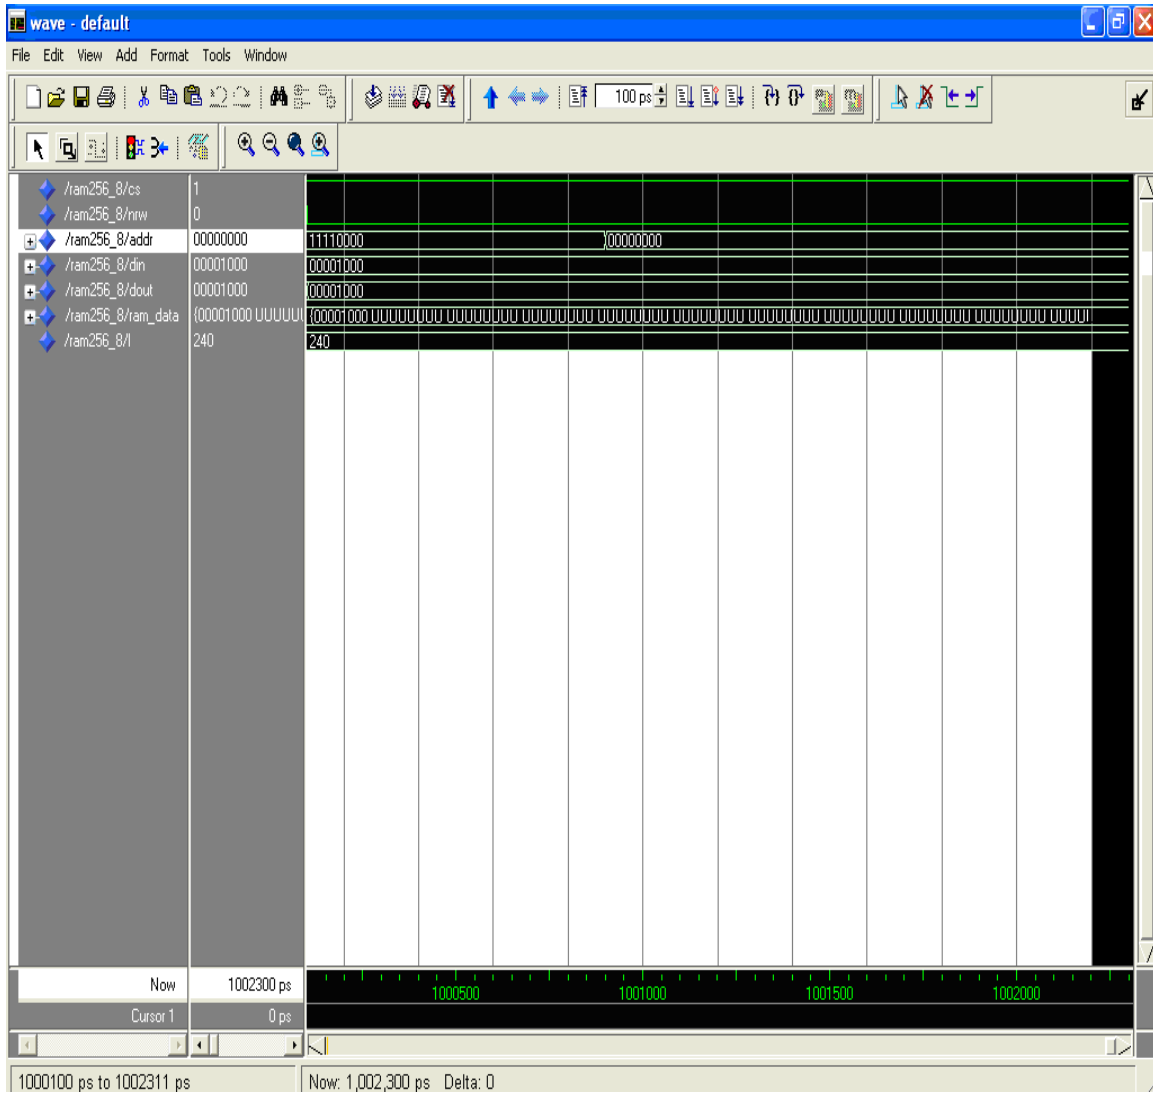 wave - default
File Edit View Add Format Tools Window
100 ps
/ram256_8/cs 1
/ram256_8/nrw 0
/ram256_8/addr 00000000 11110000 00000000
/ram256_8/din 00001000 00001000
/ram256_8/dout 00001000 00001000
/ram256_8/ram_data {00001000 UUUUU {00001000 UUUUUUUU UUUUUUUU UUUUUUUU UUUUUUUU UUUUUUUU UUUUUUUU UUUUUUUU UUUUUUUU UUUUUUUU UUUU
/ram256_8/l 240 240
Now 1002300 ps 1000500 1001000 1001500 1002000
Cursor 1 0 ps
1000100 ps to 1002311 ps Now: 1,002,300 ps Delta: 0